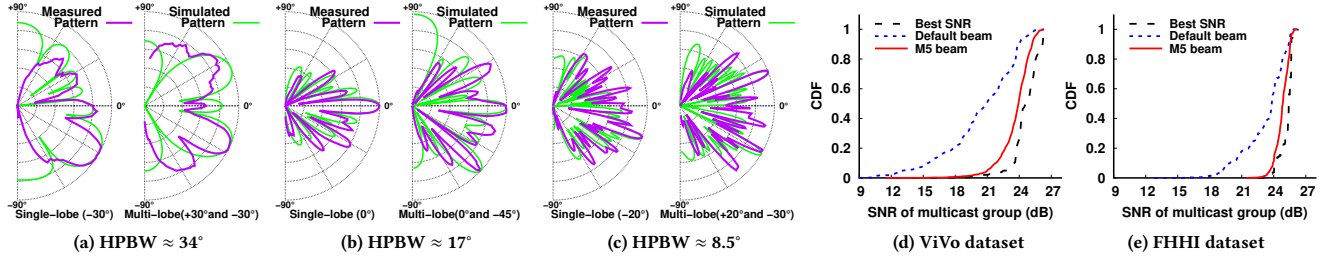 +90° Measured Pattern
+90° Simulated Pattern
0°
0°
−90°
−90°
Single−lobe (−30°)
Multi−lobe(+30°and −30°)
(a) HPBW ≈ 34°
+90° Measured Pattern
+90° Simulated Pattern
0°
0°
−90°
−90°
Single−lobe (0°)
Multi−lobe(0°and −45°)
(b) HPBW ≈ 17°
+90° Measured Pattern
+90° Simulated Pattern
0°
0°
−90°
−90°
Single−lobe (−20°)
Multi−lobe(+20°and −30°)
(c) HPBW ≈ 8.5°
Best SNR
Default beam
M5 beam
CDF
1
0.8
0.6
0.4
0.2
0
9 12 15 18 21 24 27
SNR of multicast group (dB)
(d) ViVo dataset
Best SNR
Default beam
M5 beam
CDF
1
0.8
0.6
0.4
0.2
0
9 12 15 18 21 24 27
SNR of multicast group (dB)
(e) FHHI dataset